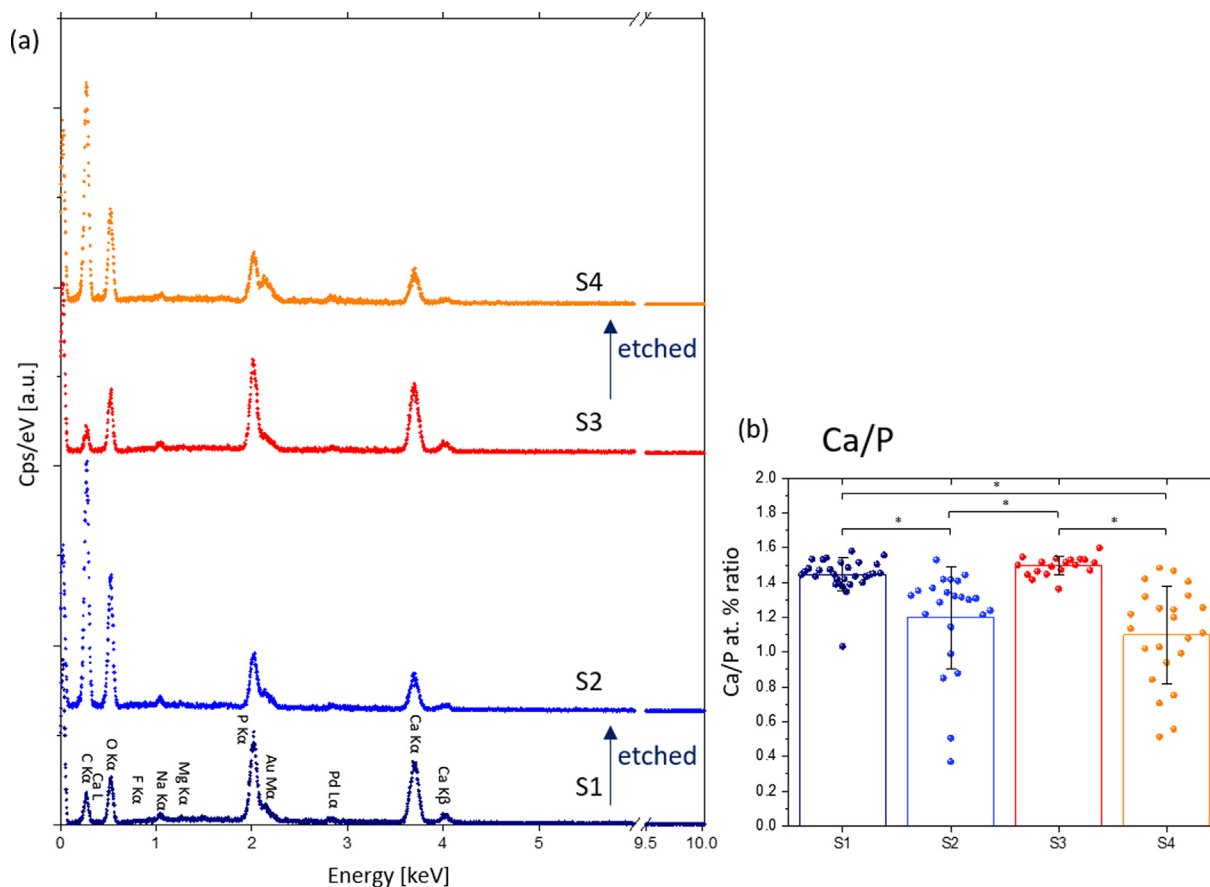 (a)
S4
etched
S3
S2
etched
S1
C Kα
Ca L
O Kα
F Kα
Na Kα
Mg Kα
P Kα
Au Mα
Pd Lα
Ca Kα
Ca Kβ
Cps/eV [a.u.]
0 1 2 3 4 5 9.5 10.0
Energy [keV]
(b) Ca/P
* 
*
* *
Ca/P at. % ratio
2.0
1.8
1.6
1.4
1.2
1.0
0.8
0.6
0.4
0.2
0.0
S1 S2 S3 S4